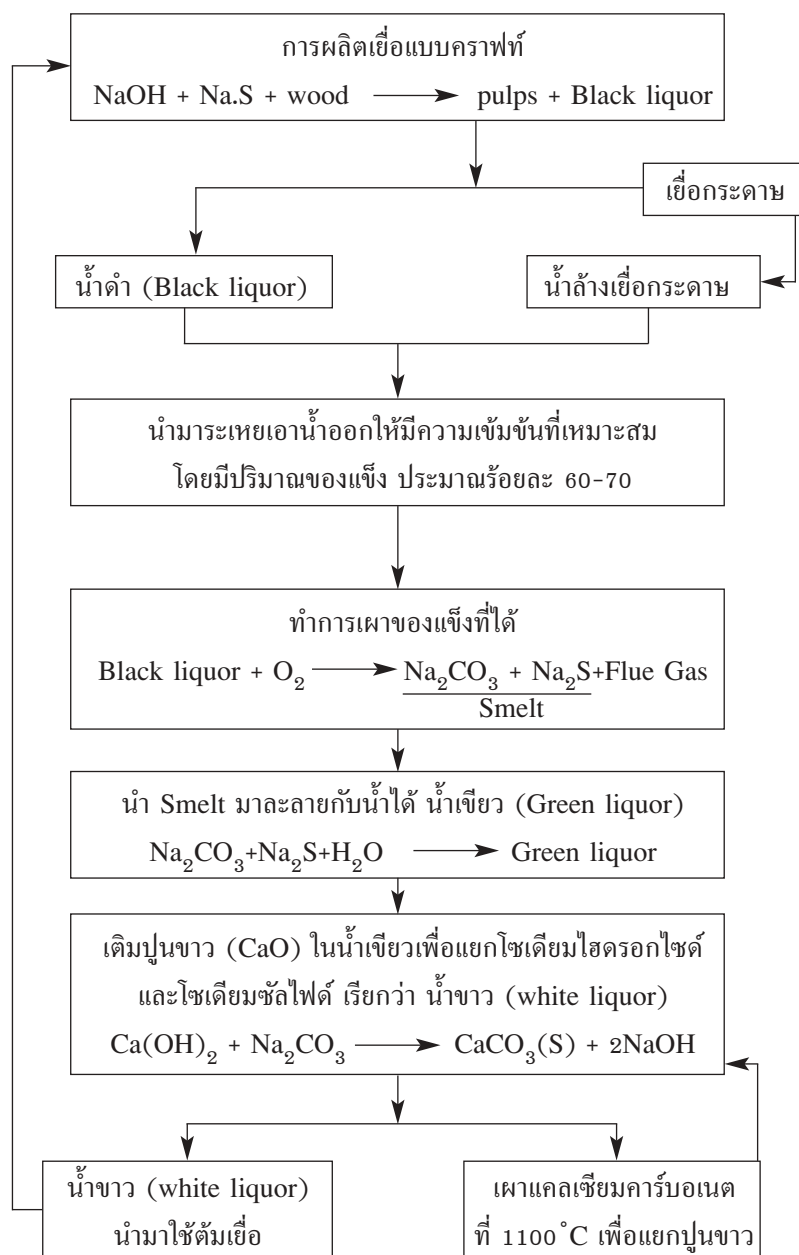 การผลิตเยื่อแบบคราฟท์
NaOH + Na.S + wood ⟶ pulps + Black liquor
เยื่อกระดาษ
น้ำดำ (Black liquor)
น้ำล้างเยื่อกระดาษ
นำมาระเหยเอาน้ำออกให้มีความเข้มข้นที่เหมาะสม
โดยมีปริมาณของแข็ง ประมาณร้อยละ 60-70
ทำการเผาของแข็งที่ได้
Black liquor + O₂ ⟶ Na₂CO₃ + Na₂S+Flue Gas
Smelt
นำ Smelt มาละลายกับน้ำได้ น้ำเขียว (Green liquor)
Na₂CO₃+Na₂S+H₂O ⟶ Green liquor
เติมปูนขาว (CaO) ในน้ำเขียวเพื่อแยกโซเดียมไฮดรอกไซด์
และโซเดียมซัลไฟด์ เรียกว่า น้ำขาว (white liquor)
Ca(OH)₂ + Na₂CO₃ ⟶ CaCO₃(S) + 2NaOH
น้ำขาว (white liquor)
นำมาใช้ต้มเยื่อ
เผาแคลเซียมคาร์บอเนต
ที่ 1100°C เพื่อแยกปูนขาว